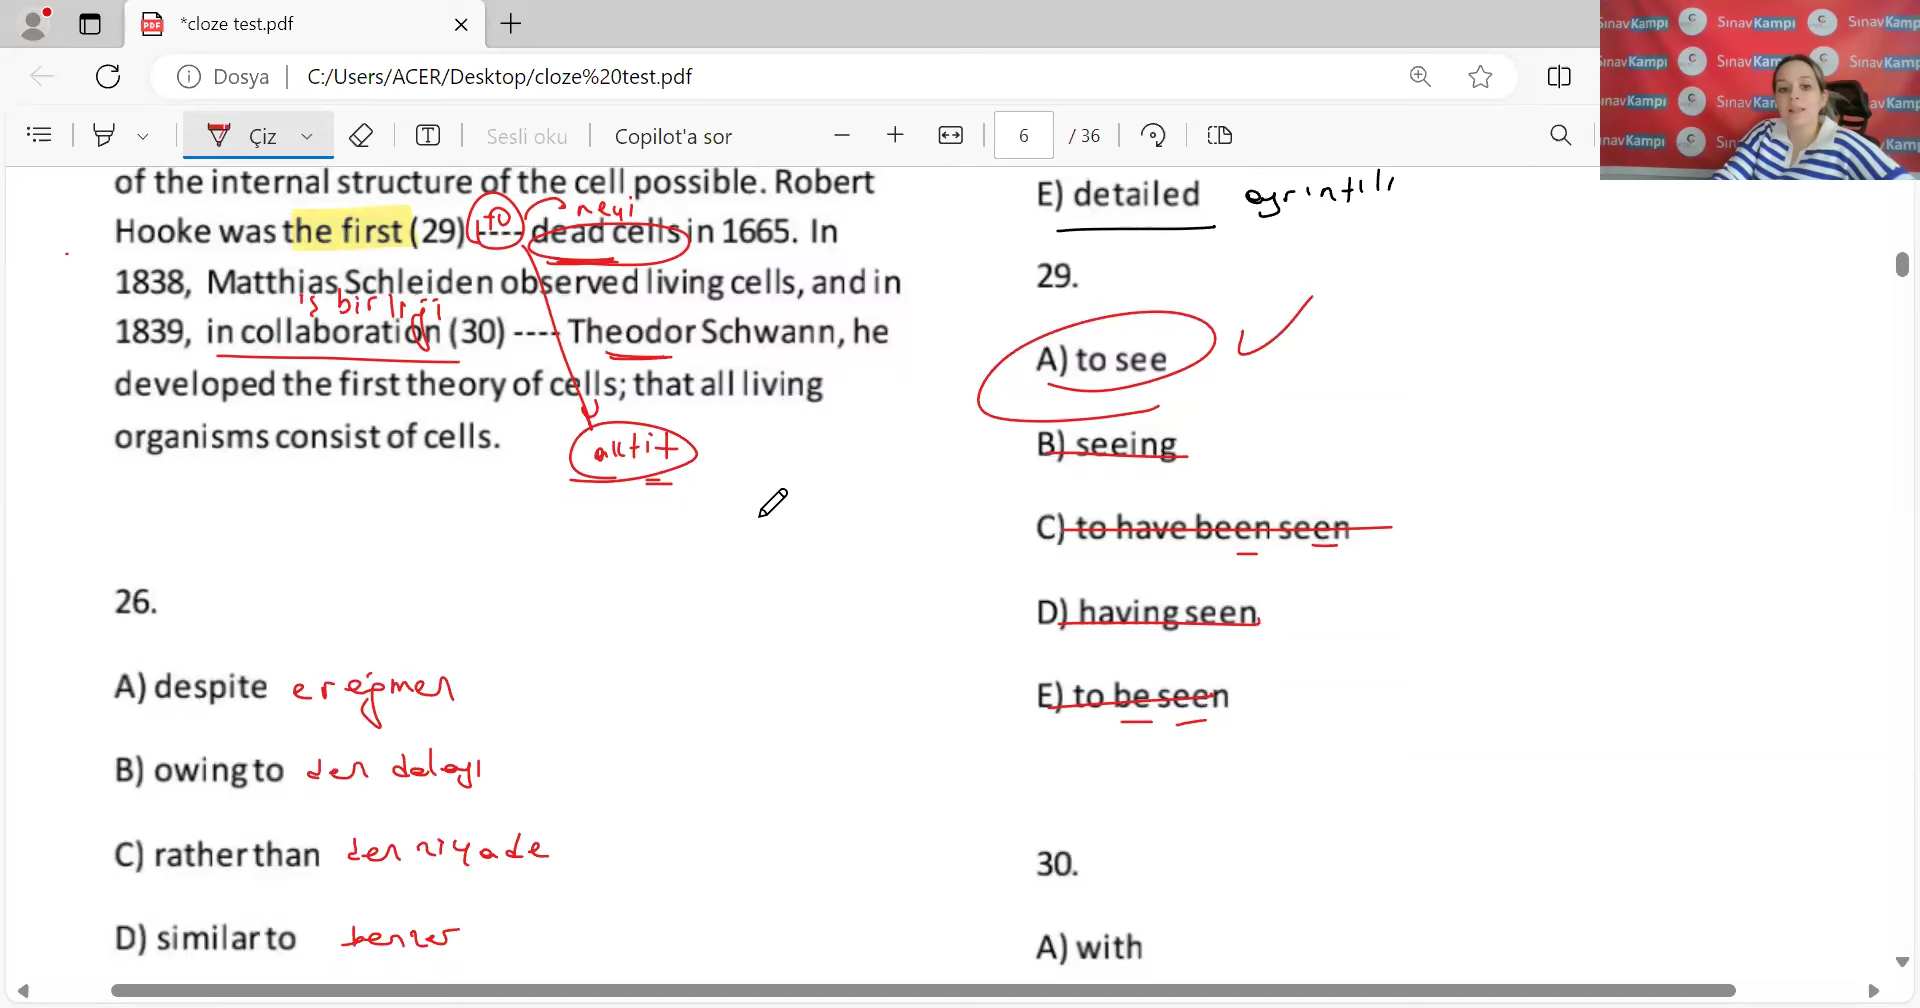 *cloze test.pdf
Dosya
C:/Users/ACER/Desktop/cloze%20test.pdf
Çiz
Sesli oku
Copilot'a sor
6
/ 36
SınavKampı
of the internal structure of the cell possible. Robert
to
neyi
Hooke was the first (29) ---- dead cells in 1665. In
1838, Matthias Schleiden observed living cells, and in
iş birliği
1839, in collaboration (30) ---- Theodor Schwann, he
developed the first theory of cells; that all living
organisms consist of cells.
aktif
26.
A) despite
B) owing to den dolayı
C) rather than den ziyade
D) similar to benzer
E) detailed ayrıntılı
29.
A) to see
B) seeing
C) to have been seen
D) having seen
E) to be seen
30.
A) with